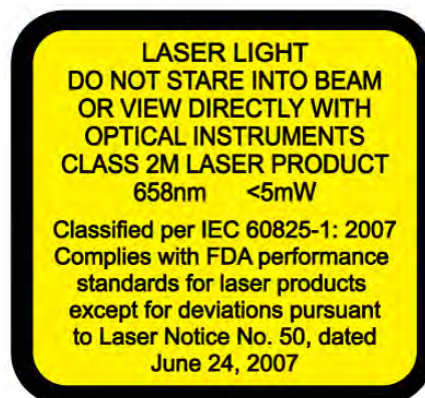 LASER LIGHT
DO NOT STARE INTO BEAM
OR VIEW DIRECTLY WITH
OPTICAL INSTRUMENTS
CLASS 2M LASER PRODUCT
658nm <5mW
Classified per IEC 60825-1: 2007
Complies with FDA performance
standards for laser products
except for deviations pursuant
to Laser Notice No. 50, dated
June 24, 2007